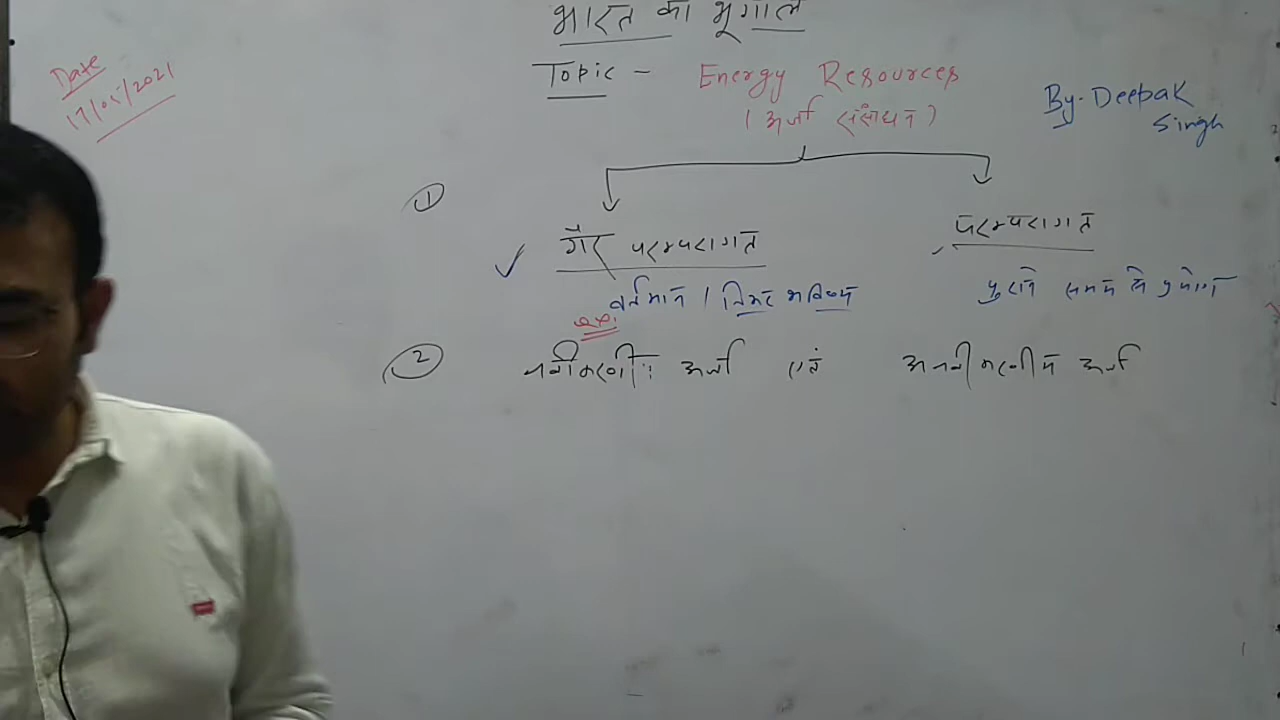 भारत का भूगोल
Date
17/05/2021
Topic - Energy Resources
(ऊर्जा संसाधन)
By- Deepak
Singh
1
गैर परम्परागत
परम्परागत
वर्तमान / निकट भविष्य
पुराने समय से प्रयोग
exp.
2 नवीकरणीय ऊर्जा एवं अनवीकरणीय ऊर्जा